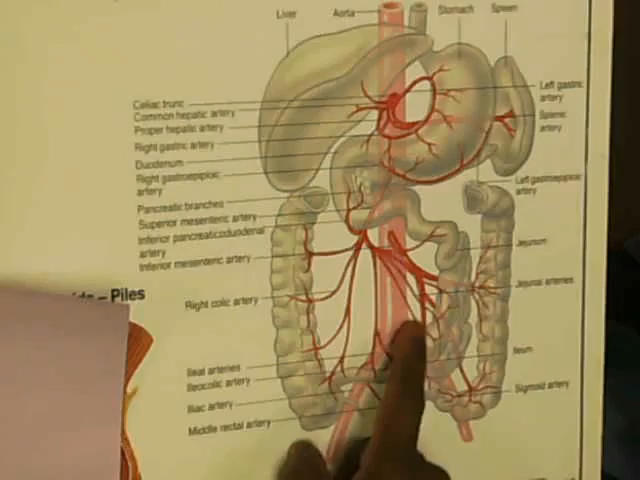 Liver
Aorta
Stomach
Spleen
Celiac trunc
Common hepatic artery
Proper hepatic artery
Right gastric artery
Duodenum
Right gastroepiploic
artery
Pancreatic branches
Superior mesenteric artery
Inferior pancreaticoduodenal
artery
Inferior mesenteric artery
Right colic artery
Ileal arteries
Ileocolic artery
Iliac artery
Middle rectal artery
Left gastric
artery
Splenic
artery
Left gastroepiploic
artery
Jejunum
Jejunal arteries
Ileum
Sigmoid artery
– Piles